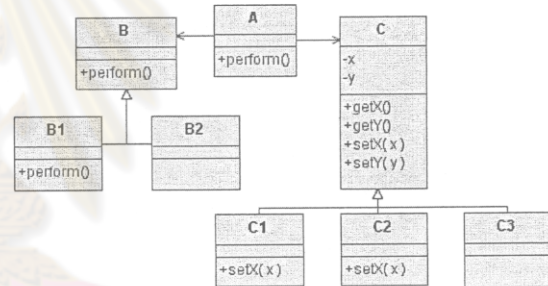 B
+perform()
A
+perform()
C
-x
-y
+getX()
+getY()
+setX(x)
+setY(y)
B1
+perform()
B2
C1
+setX( x )
C2
+setX( x )
C3